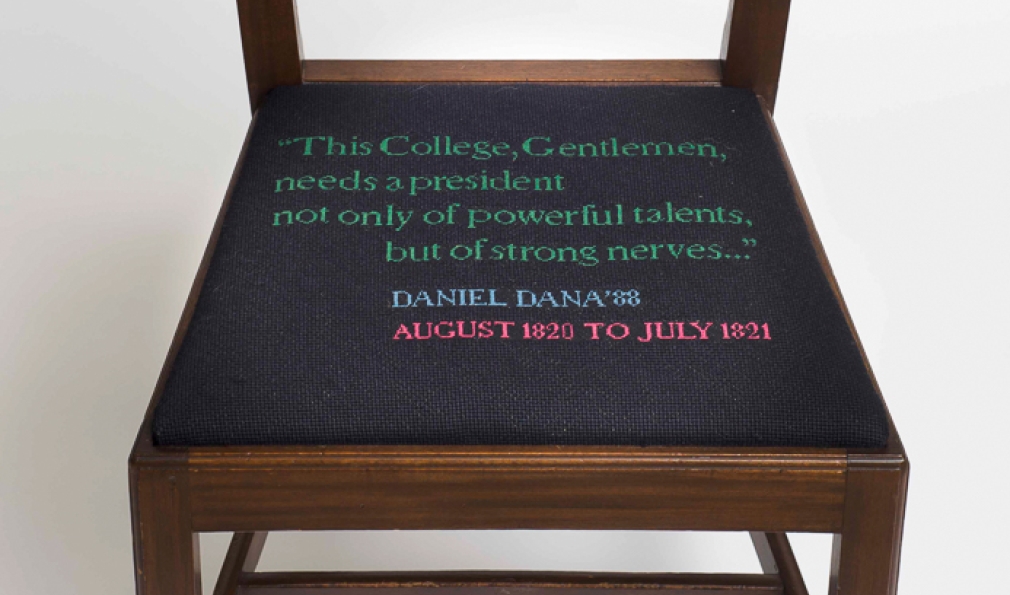 “This College, Gentlemen,
needs a president
not only of powerful talents,
but of strong nerves...”
DANIEL DANA '88
AUGUST 1820 TO JULY 1821